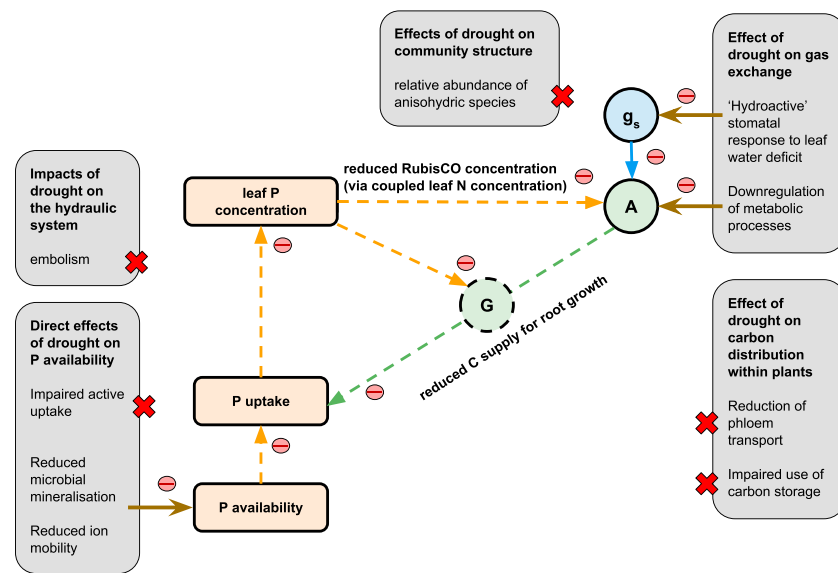 Effects of drought on
community structure
relative abundance of
anisohydric species
Effect of
drought on gas
exchange
‘Hydroactive’
stomatal
response to leaf
water deficit
Downregulation
of metabolic
processes
gs
A
G
Impacts of
drought on
the hydraulic
system
embolism
leaf P
concentration
reduced RubisCO concentration
(via coupled leaf N concentration)
Direct effects
of drought on
P availability
Impaired active
uptake
Reduced
microbial
mineralisation
Reduced ion
mobility
P uptake
P availability
reduced C supply for root growth
Effect of
drought on
carbon
distribution
within plants
Reduction of
phloem
transport
Impaired use of
carbon storage